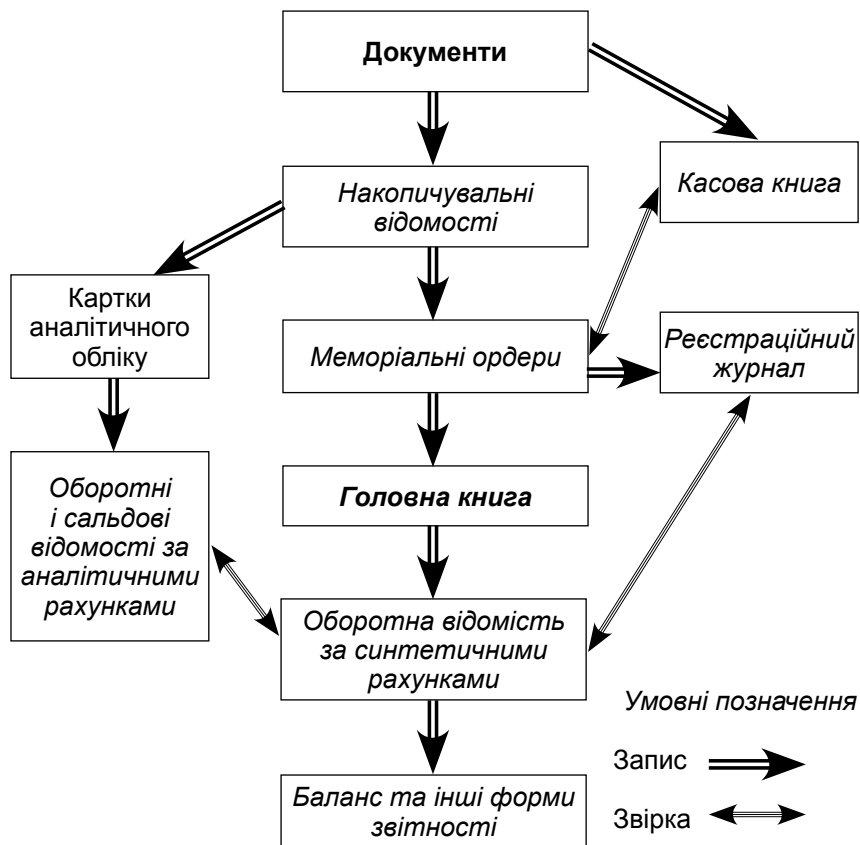 Документи
Накопичувальні
відомості
Касова книга
Картки
аналітичного
обліку
Меморіальні ордери
Реєстраційний
журнал
Оборотні
і сальдові
відомості за
аналітичними
рахунками
Головна книга
Оборотна відомість
за синтетичними
рахунками
Баланс та інші форми
звітності
Умовні позначення
Запис
Звірка